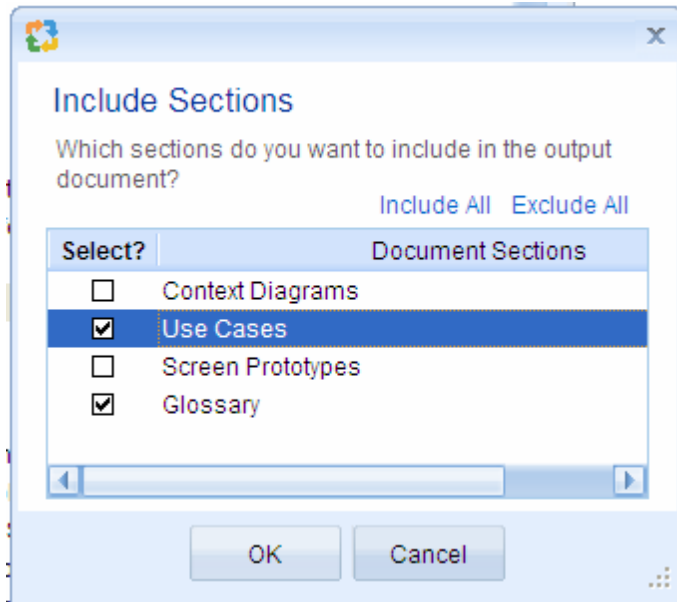 Include Sections
Which sections do you want to include in the output
document?
Include All Exclude All
Select? Document Sections
Context Diagrams
Use Cases
Screen Prototypes
Glossary
OK Cancel